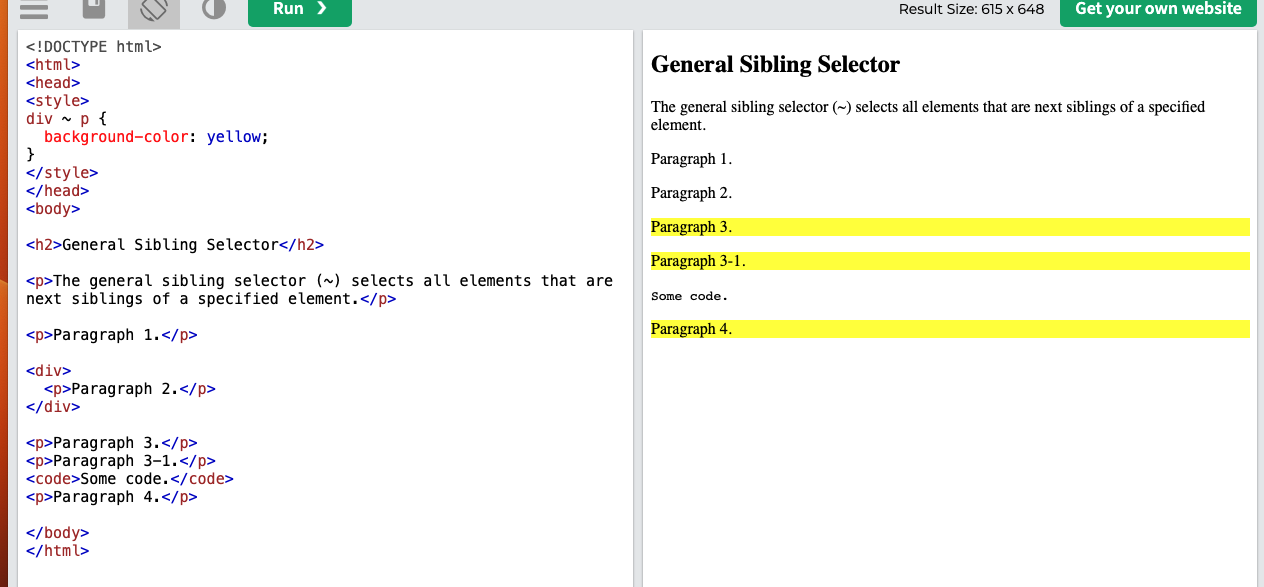 Run ❯
Result Size: 615 x 648
Get your own website
<!DOCTYPE html>
<html>
<head>
<style>
div ~ p {
  background-color: yellow;
}
</style>
</head>
<body>
<h2>General Sibling Selector</h2>
<p>The general sibling selector (~) selects all elements that are
next siblings of a specified element.</p>
<p>Paragraph 1.</p>
<div>
  <p>Paragraph 2.</p>
</div>
<p>Paragraph 3.</p>
<p>Paragraph 3-1.</p>
<code>Some code.</code>
<p>Paragraph 4.</p>
</body>
</html>
General Sibling Selector
The general sibling selector (~) selects all elements that are next siblings of a specified
element.
Paragraph 1.
Paragraph 2.
Paragraph 3.
Paragraph 3-1.
Some code.
Paragraph 4.